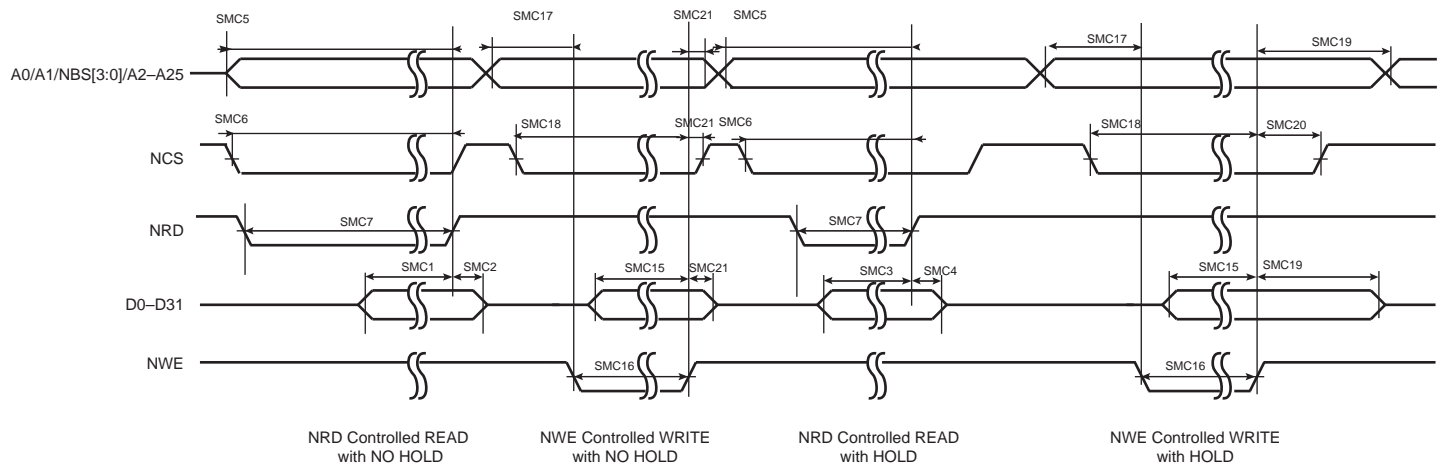 SMC5 SMC17 SMC21 SMC5 SMC17 SMC19
A0/A1/NBS[3:0]/A2–A25
SMC6 SMC18 SMC21 SMC6 SMC18 SMC20
NCS
NRD SMC7 SMC7
SMC1 SMC2 SMC15 SMC21 SMC3 SMC4 SMC15 SMC19
D0–D31
NWE SMC16 SMC16
NRD Controlled READ
with NO HOLD
NWE Controlled WRITE
with NO HOLD
NRD Controlled READ
with HOLD
NWE Controlled WRITE
with HOLD